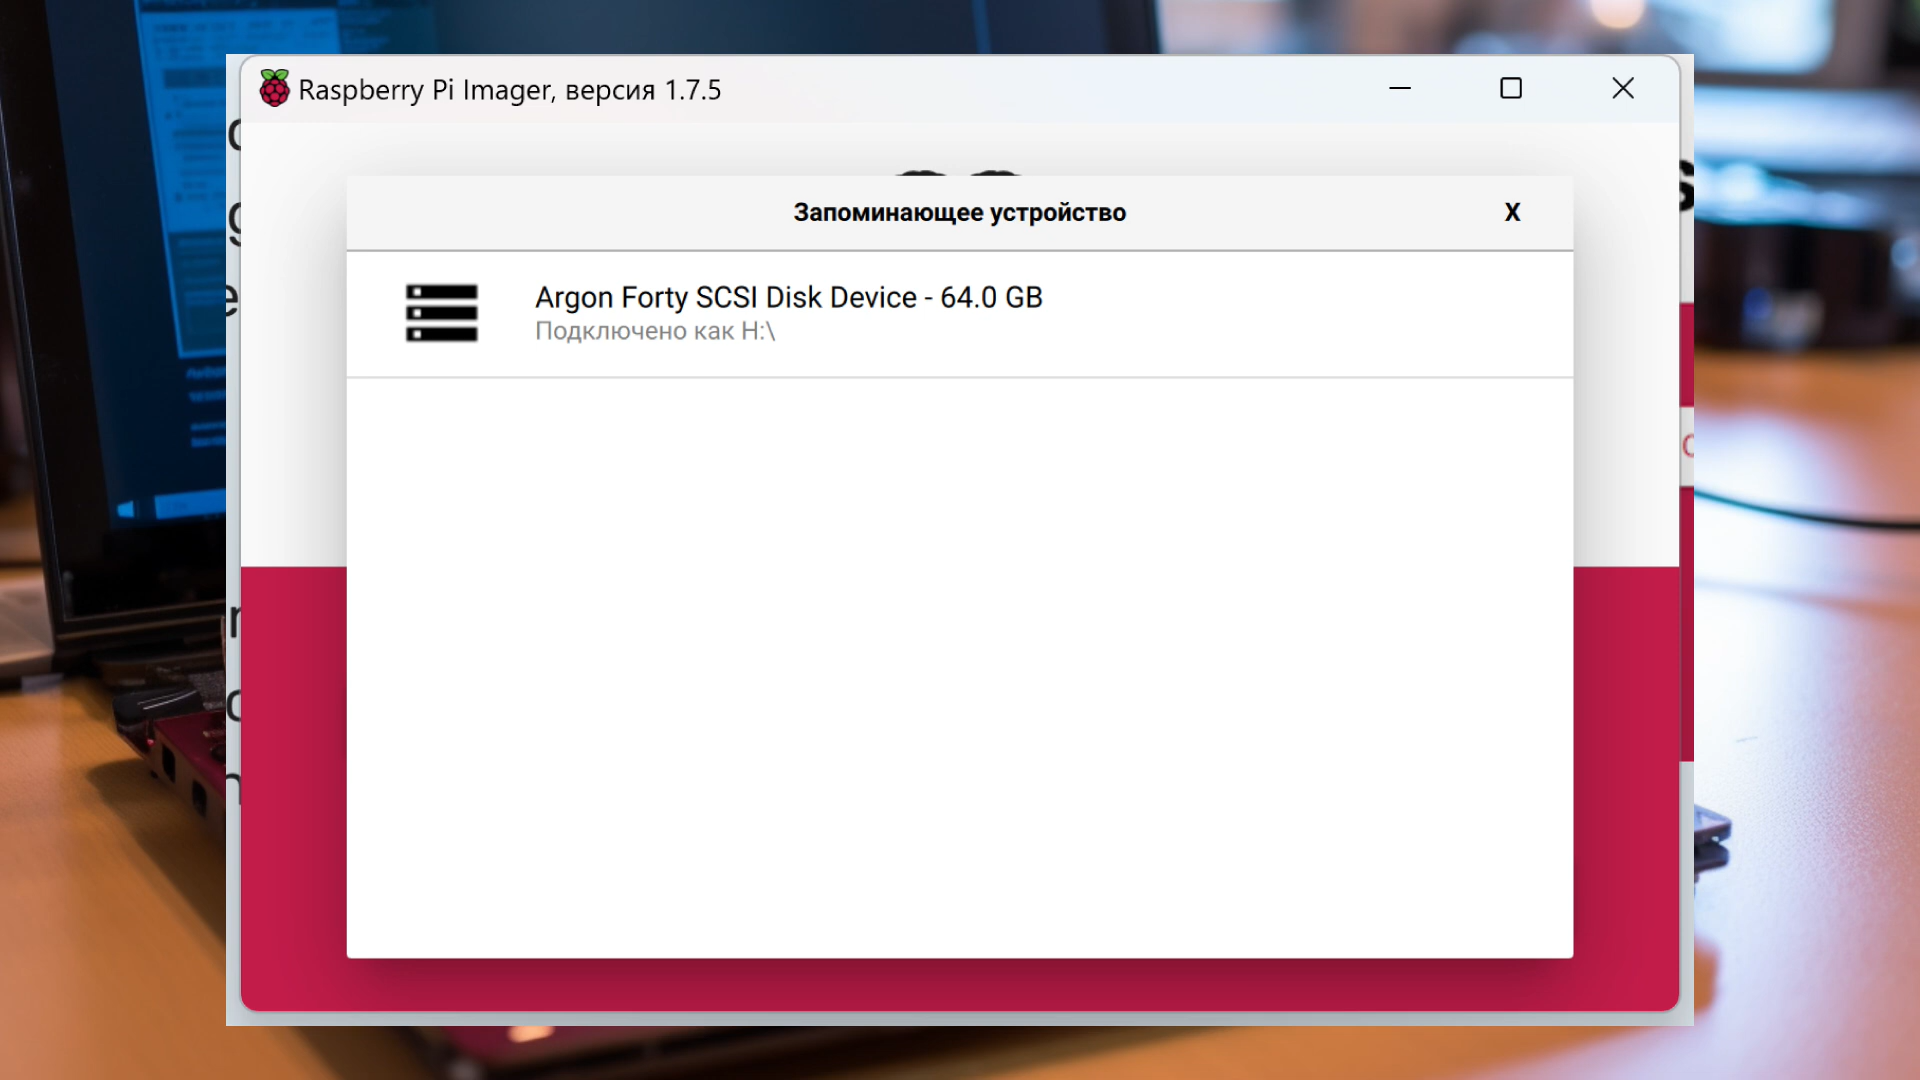 Raspberry Pi Imager, версия 1.7.5
Запоминающее устройство
X
Argon Forty SCSI Disk Device - 64.0 GB
Подключено как H:\